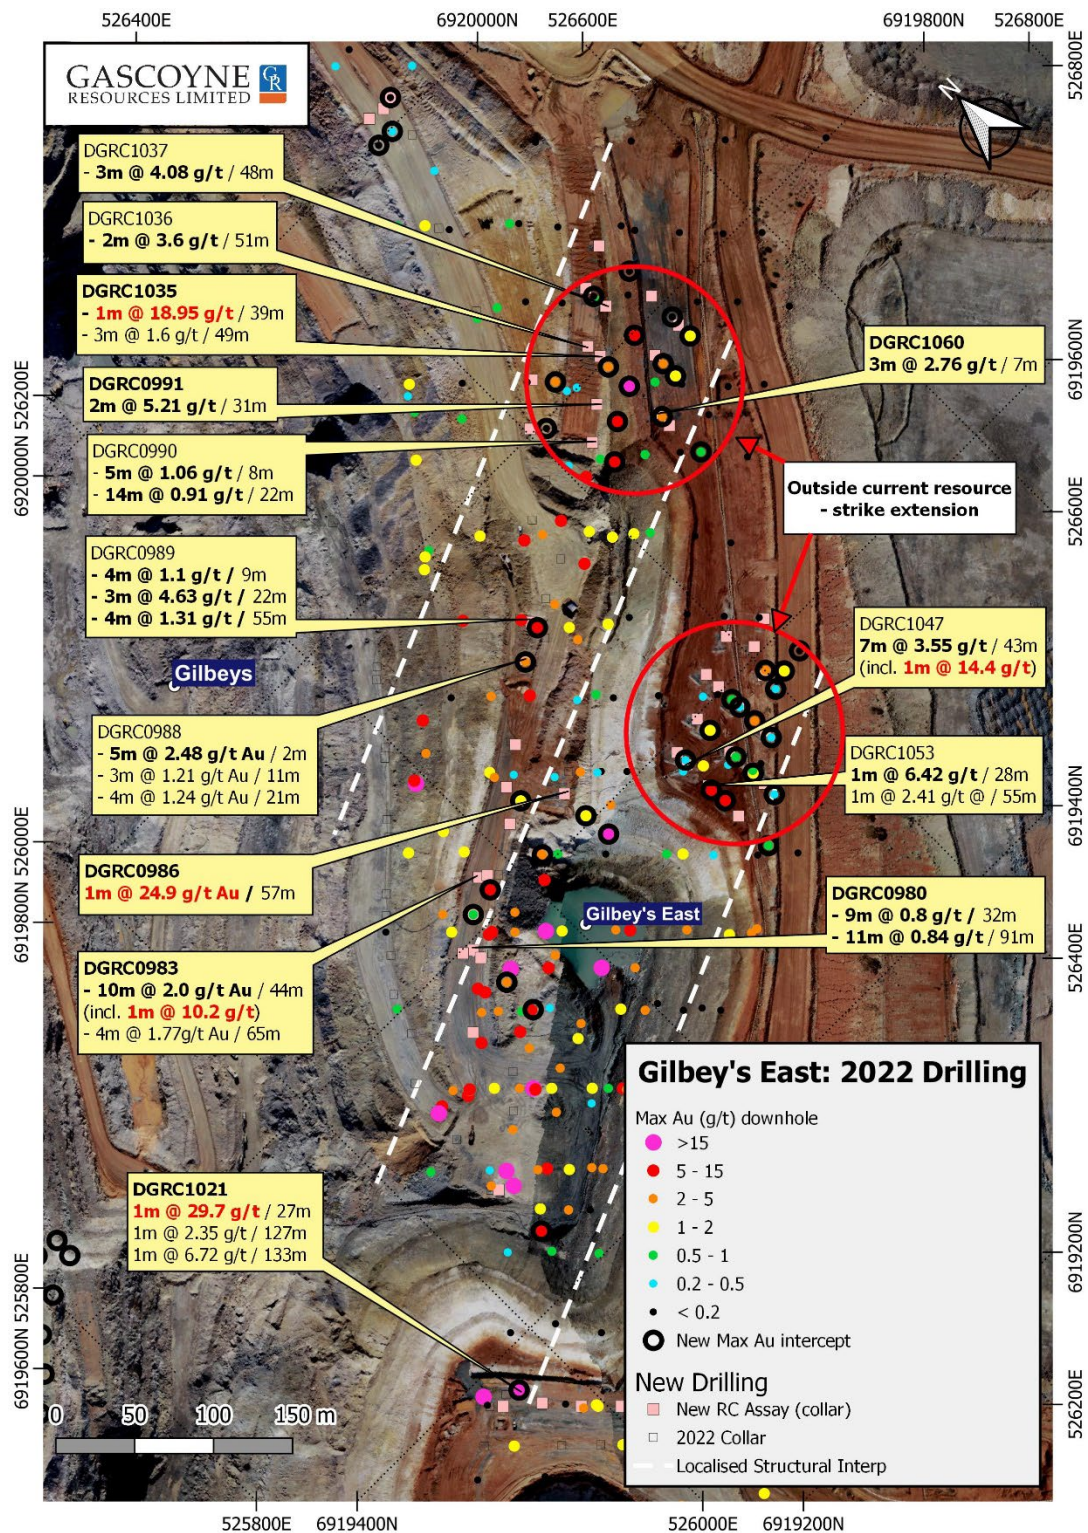 526400E
6920000N
526600E
6919800N
526800E
GASCOYNE
RESOURCES LIMITED
GR
526800E
N
DGRC1037
- 3m @ 4.08 g/t / 48m
DGRC1036
- 2m @ 3.6 g/t / 51m
DGRC1035
- 1m @ 18.95 g/t / 39m
- 3m @ 1.6 g/t / 49m
DGRC1060
3m @ 2.76 g/t / 7m
6919600N
526200E
DGRC0991
2m @ 5.21 g/t / 31m
DGRC0990
- 5m @ 1.06 g/t / 8m
- 14m @ 0.91 g/t / 22m
6920000N
Outside current resource
- strike extension
526600E
DGRC0989
- 4m @ 1.1 g/t / 9m
- 3m @ 4.63 g/t / 22m
- 4m @ 1.31 g/t / 55m
DGRC1047
7m @ 3.55 g/t / 43m
(incl. 1m @ 14.4 g/t)
Gilbeys
DGRC0988
- 5m @ 2.48 g/t Au / 2m
- 3m @ 1.21 g/t Au / 11m
- 4m @ 1.24 g/t Au / 21m
DGRC1053
1m @ 6.42 g/t / 28m
1m @ 2.41 g/t @ / 55m
6919400N
526000E
DGRC0986
1m @ 24.9 g/t Au / 57m
DGRC0980
- 9m @ 0.8 g/t / 32m
- 11m @ 0.84 g/t / 91m
Gilbey's East
6919800N
526400E
DGRC0983
- 10m @ 2.0 g/t Au / 44m
(incl. 1m @ 10.2 g/t)
- 4m @ 1.77g/t Au / 65m
Gilbey's East: 2022 Drilling
Max Au (g/t) downhole
>15
5 - 15
2 - 5
1 - 2
0.5 - 1
0.2 - 0.5
< 0.2
New Max Au intercept
New Drilling
New RC Assay (collar)
2022 Collar
Localised Structural Interp
DGRC1021
1m @ 29.7 g/t / 27m
1m @ 2.35 g/t / 127m
1m @ 6.72 g/t / 133m
6919200N
525800E
6919600N
526200E
0 50 100 150 m
525800E
6919400N
526000E
6919200N